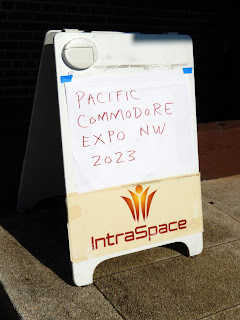 PACIFIC
COMMODORE
EXPO NW
2023
IntraSpace